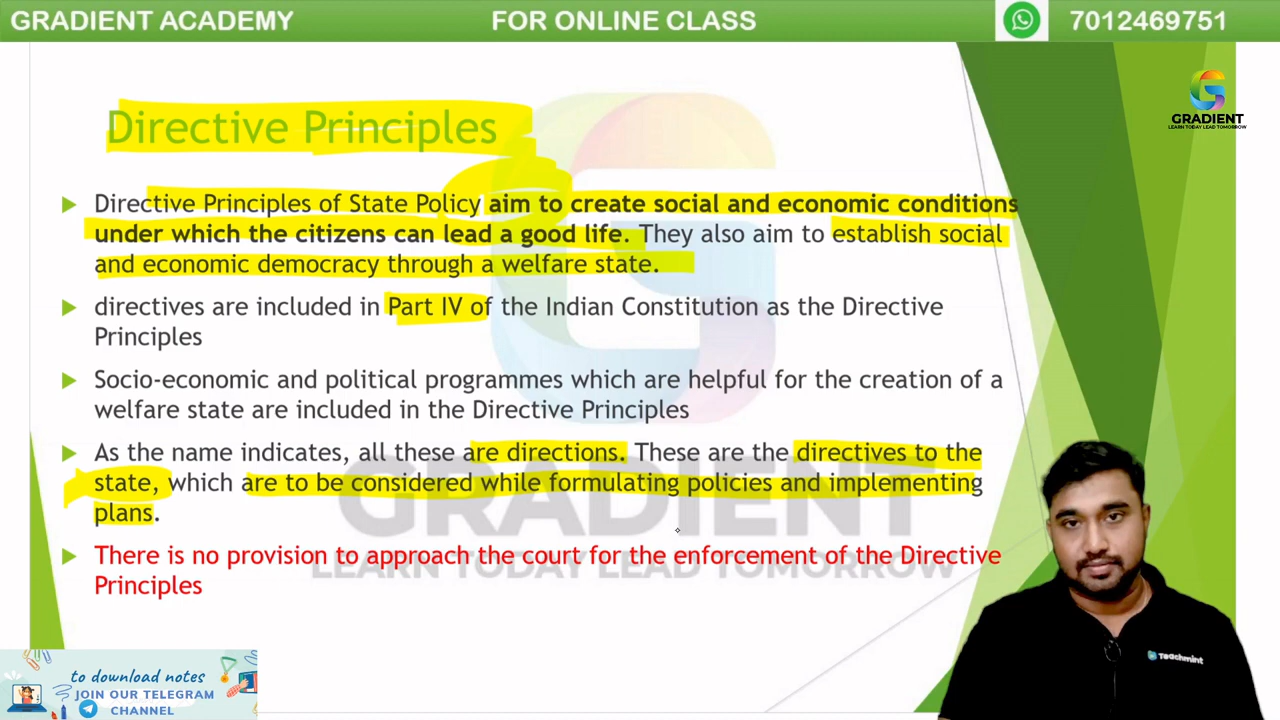 GRADIENT ACADEMY FOR ONLINE CLASS 7012469751
GRADIENT
LEARN TODAY LEAD TOMORROW
Directive Principles
Directive Principles of State Policy aim to create social and economic conditions
under which the citizens can lead a good life. They also aim to establish social
and economic democracy through a welfare state.
directives are included in Part IV of the Indian Constitution as the Directive
Principles
Socio-economic and political programmes which are helpful for the creation of a
welfare state are included in the Directive Principles
As the name indicates, all these are directions. These are the directives to the
state, which are to be considered while formulating policies and implementing
plans.
GRADIENT
There is no provision to approach the court for the enforcement of the Directive
Principles
LEARN TODAY LEAD TOMORROW
Teachmint
to download notes
JOIN OUR TELEGRAM
CHANNEL